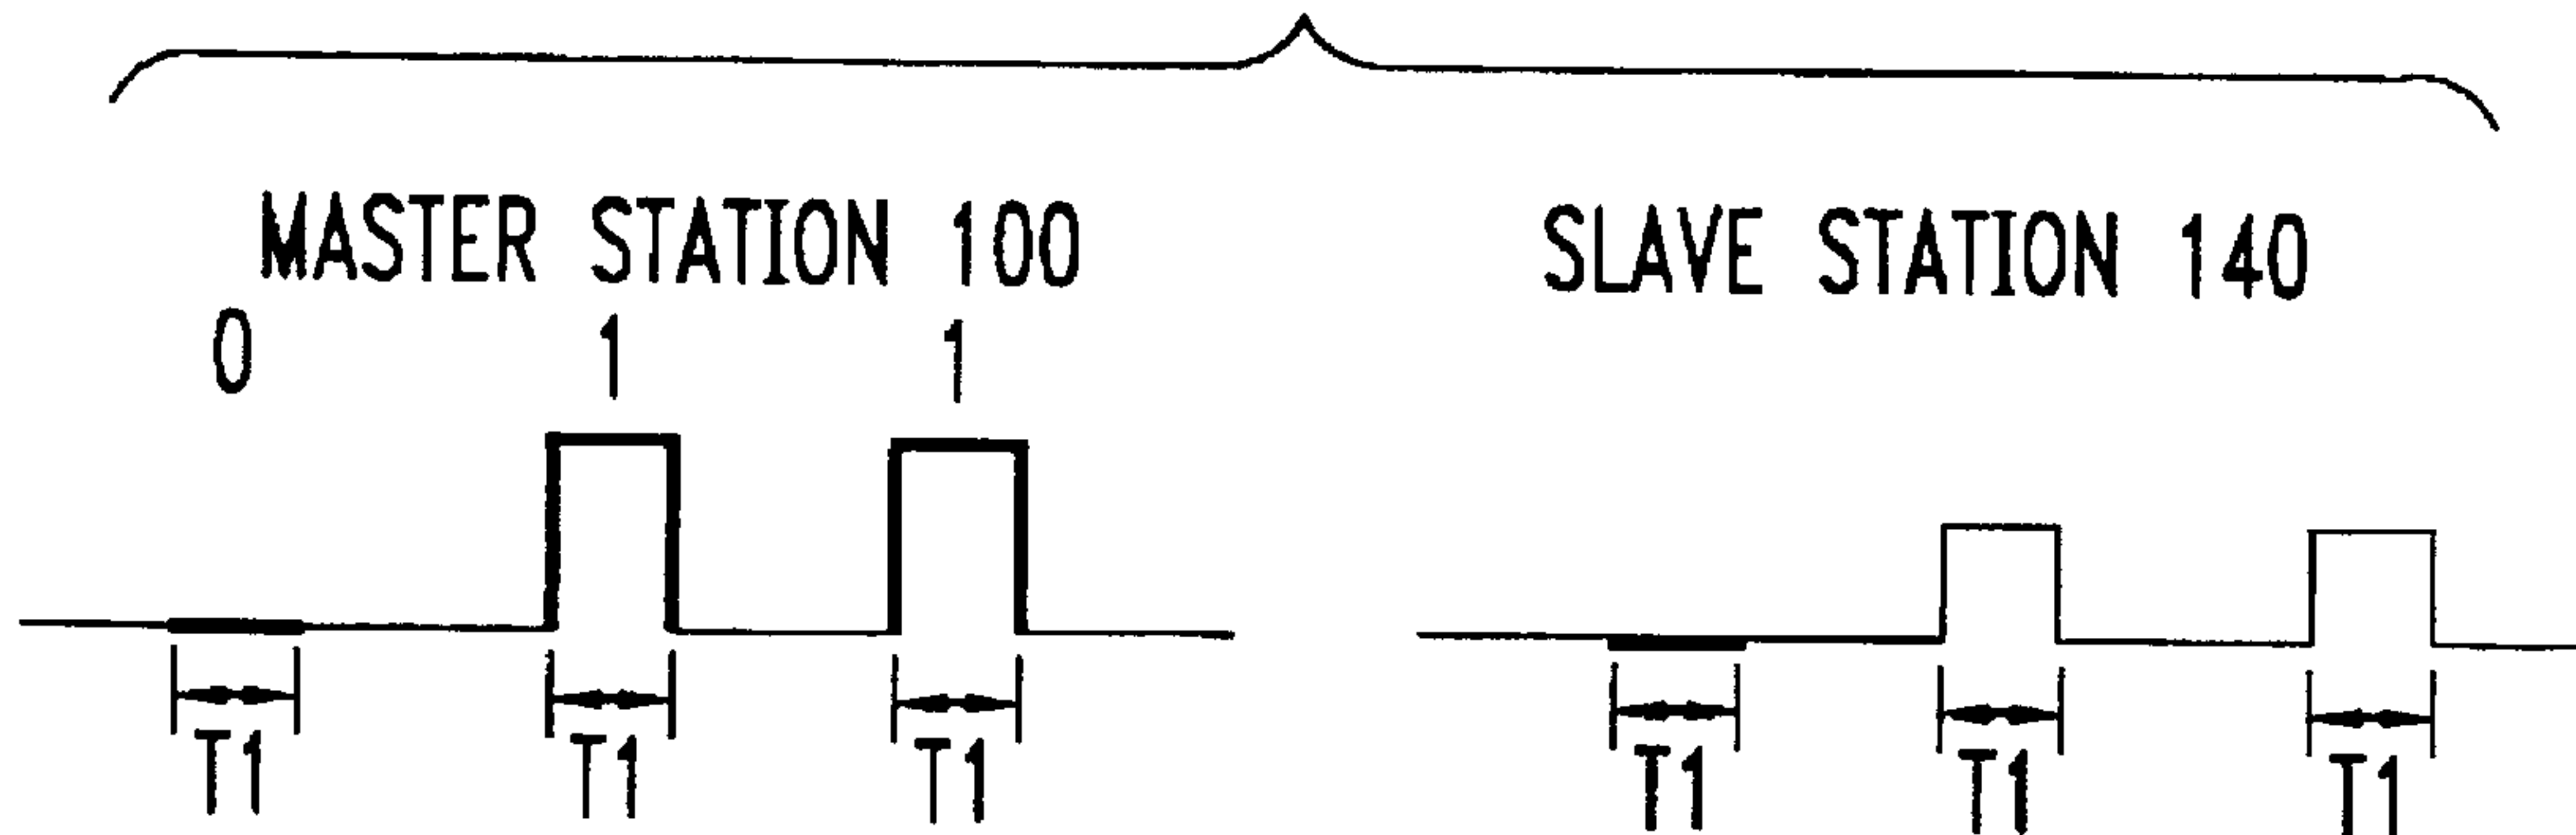 MASTER STATION 100
SLAVE STATION 140
0 1 1
T1 T1 T1 T1 T1 T1